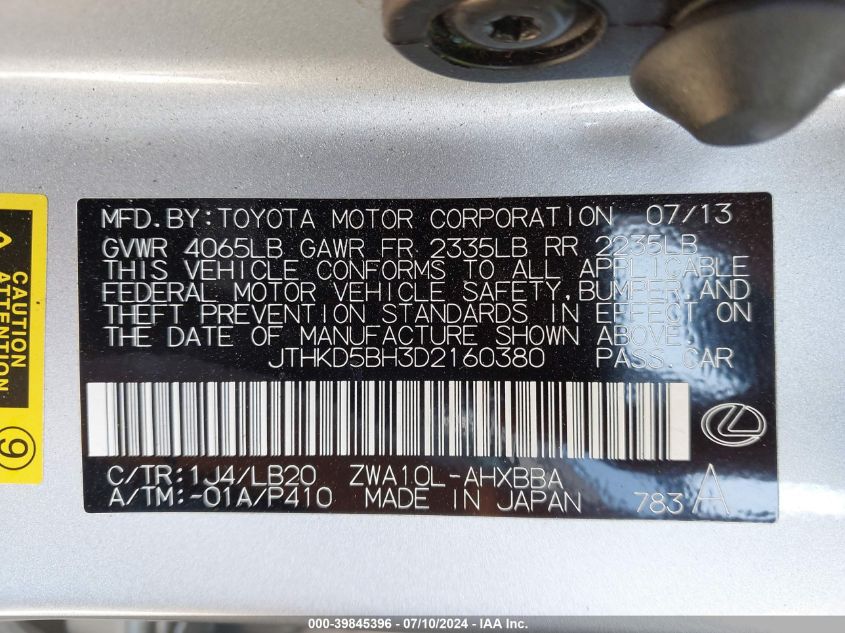 MFD.BY:TOYOTA MOTOR CORPORATION 07/13
GVWR 4065LB GAWR FR 2335LB RR 2235LB
THIS VEHICLE CONFORMS TO ALL APPLICABLE
FEDERAL MOTOR VEHICLE SAFETY,BUMPER,AND
THEFT PREVENTION STANDARDS IN EFFECT ON
THE DATE OF MANUFACTURE SHOWN ABOVE.
JTHKD5BH3D2160380 PASS.CAR
C/TR:1J4/LB20 ZWA10L-AHXBBA
A/TM:-01A/P410 MADE IN JAPAN 783 A
CAUTION
ATTENTION
9
000-39845396 - 07/10/2024 - AHX Inc.